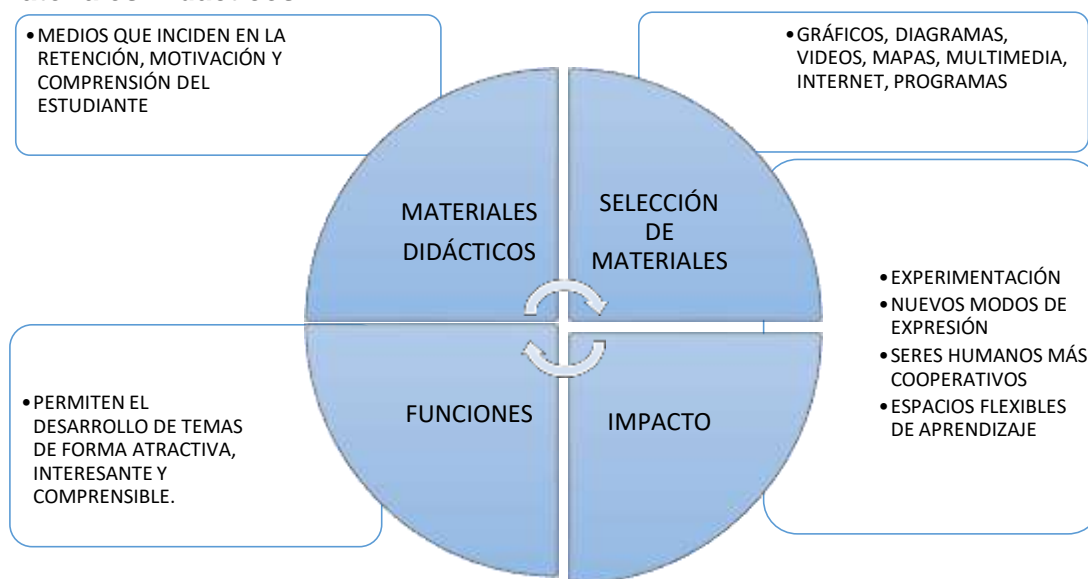 • MEDIOS QUE INCIDEN EN LA
RETENCIÓN, MOTIVACIÓN Y
COMPRENSIÓN DEL
ESTUDIANTE
• GRÁFICOS, DIAGRAMAS,
VIDEOS, MAPAS, MULTIMEDIA,
INTERNET, PROGRAMAS
MATERIALES
DIDÁCTICOS
SELECCIÓN
DE
MATERIALES
• EXPERIMENTACIÓN
• NUEVOS MODOS DE
EXPRESIÓN
• SERES HUMANOS MÁS
COOPERATIVOS
• ESPACIOS FLEXIBLES
DE APRENDIZAJE
• PERMITEN EL
DESARROLLO DE TEMAS
DE FORMA ATRACTIVA,
INTERESANTE Y
COMPRENSIBLE.
FUNCIONES
IMPACTO